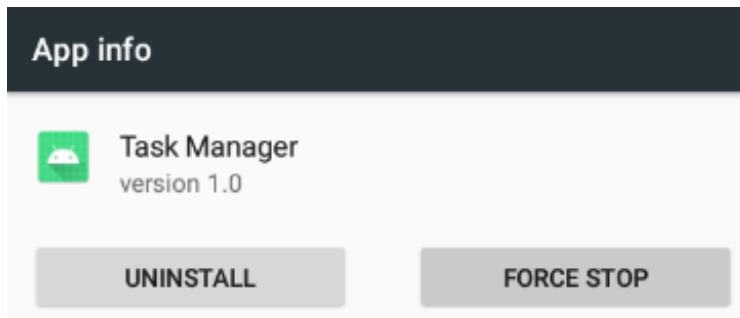 App info
Task Manager
version 1.0
UNINSTALL
FORCE STOP